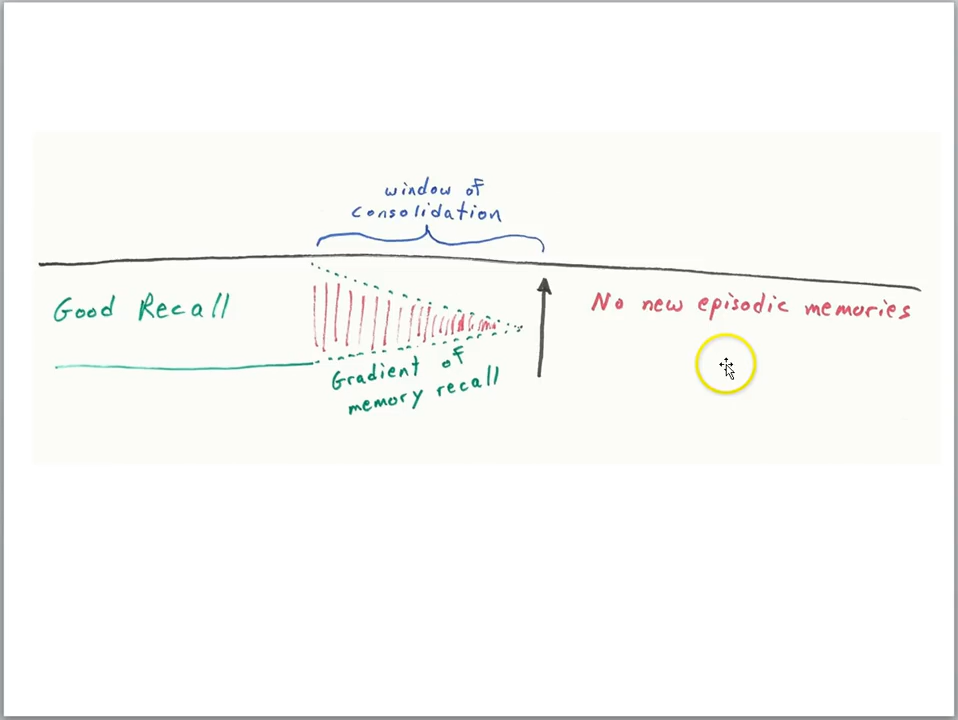 window of
consolidation
Good Recall
No new episodic memories
Gradient of
memory recall